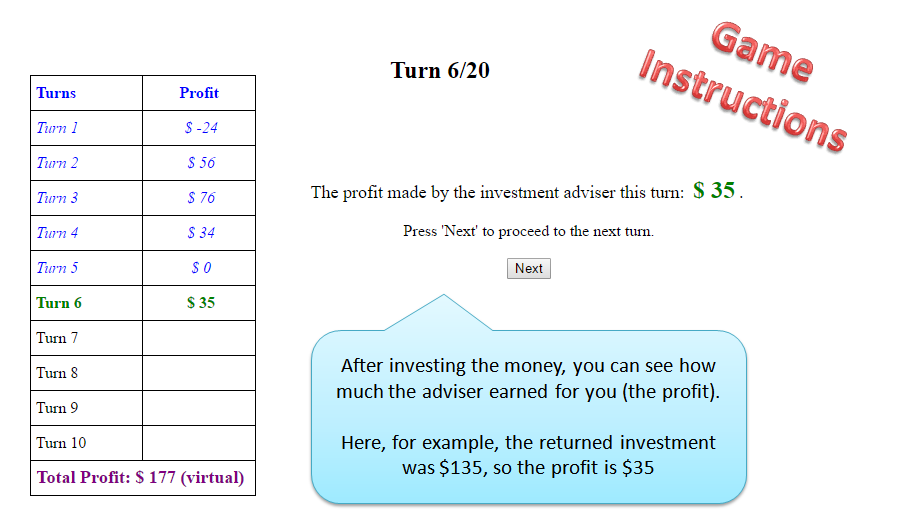 Game
Instructions
Turn 6/20
Turns Profit
Turn 1 $ -24
Turn 2 $ 56
Turn 3 $ 76
Turn 4 $ 34
Turn 5 $ 0
Turn 6 $ 35
Turn 7
Turn 8
Turn 9
Turn 10
Total Profit: $ 177 (virtual)
The profit made by the investment adviser this turn: $ 35 .
Press 'Next' to proceed to the next turn.
Next
After investing the money, you can see how
much the adviser earned for you (the profit).
Here, for example, the returned investment
was $135, so the profit is $35